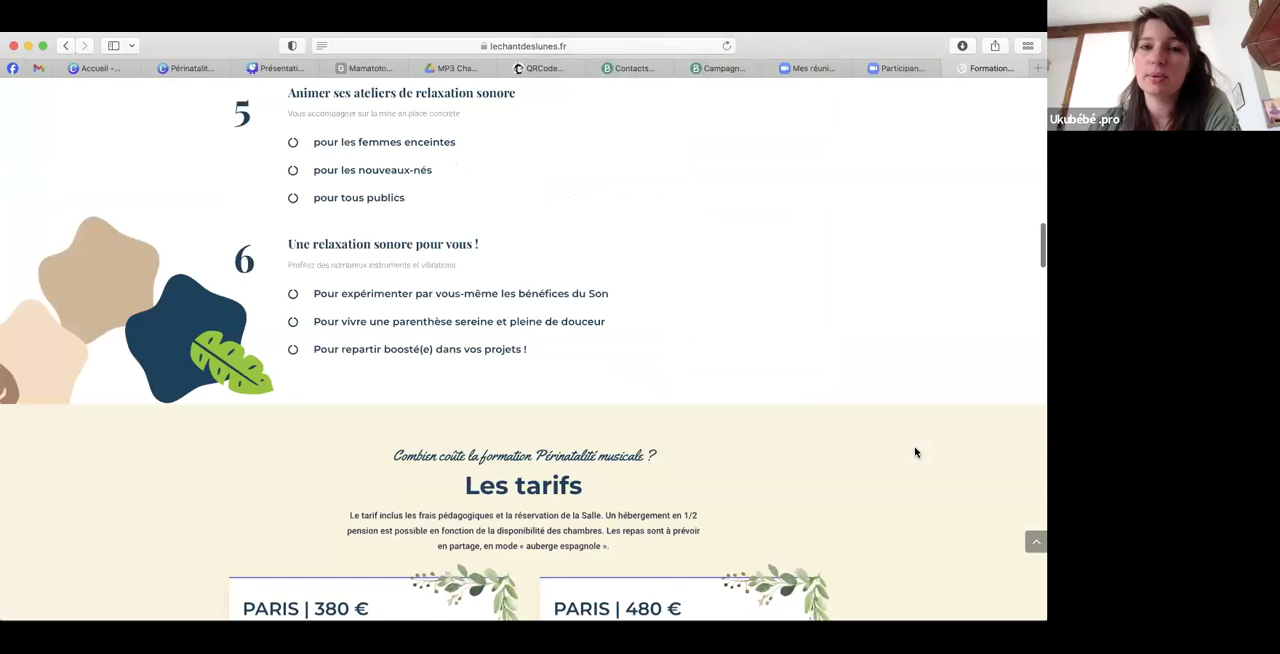 lechantdeslunes.fr
Accueil -...
Périnatalit...
Présentati...
Mamatoto...
MP3 Cha...
QRCode...
Contacts...
Campagn...
Mes réuni...
Participan...
Formation...
Ukubébé .pro
5
Animer ses ateliers de relaxation sonore
Vous accompagner sur la mise en place concrète
pour les femmes enceintes
pour les nouveaux-nés
pour tous publics
6
Une relaxation sonore pour vous !
Profitez des nombreux instruments et vibrations
Pour expérimenter par vous-même les bénéfices du Son
Pour vivre une parenthèse sereine et pleine de douceur
Pour repartir boosté(e) dans vos projets !
Combien coûte la formation Périnatalité musicale ?
Les tarifs
Le tarif inclus les frais pédagogiques et la réservation de la Salle. Un hébergement en 1/2
pension est possible en fonction de la disponibilité des chambres. Les repas sont à prévoir
en partage, en mode « auberge espagnole ».
PARIS | 380 €
PARIS | 480 €